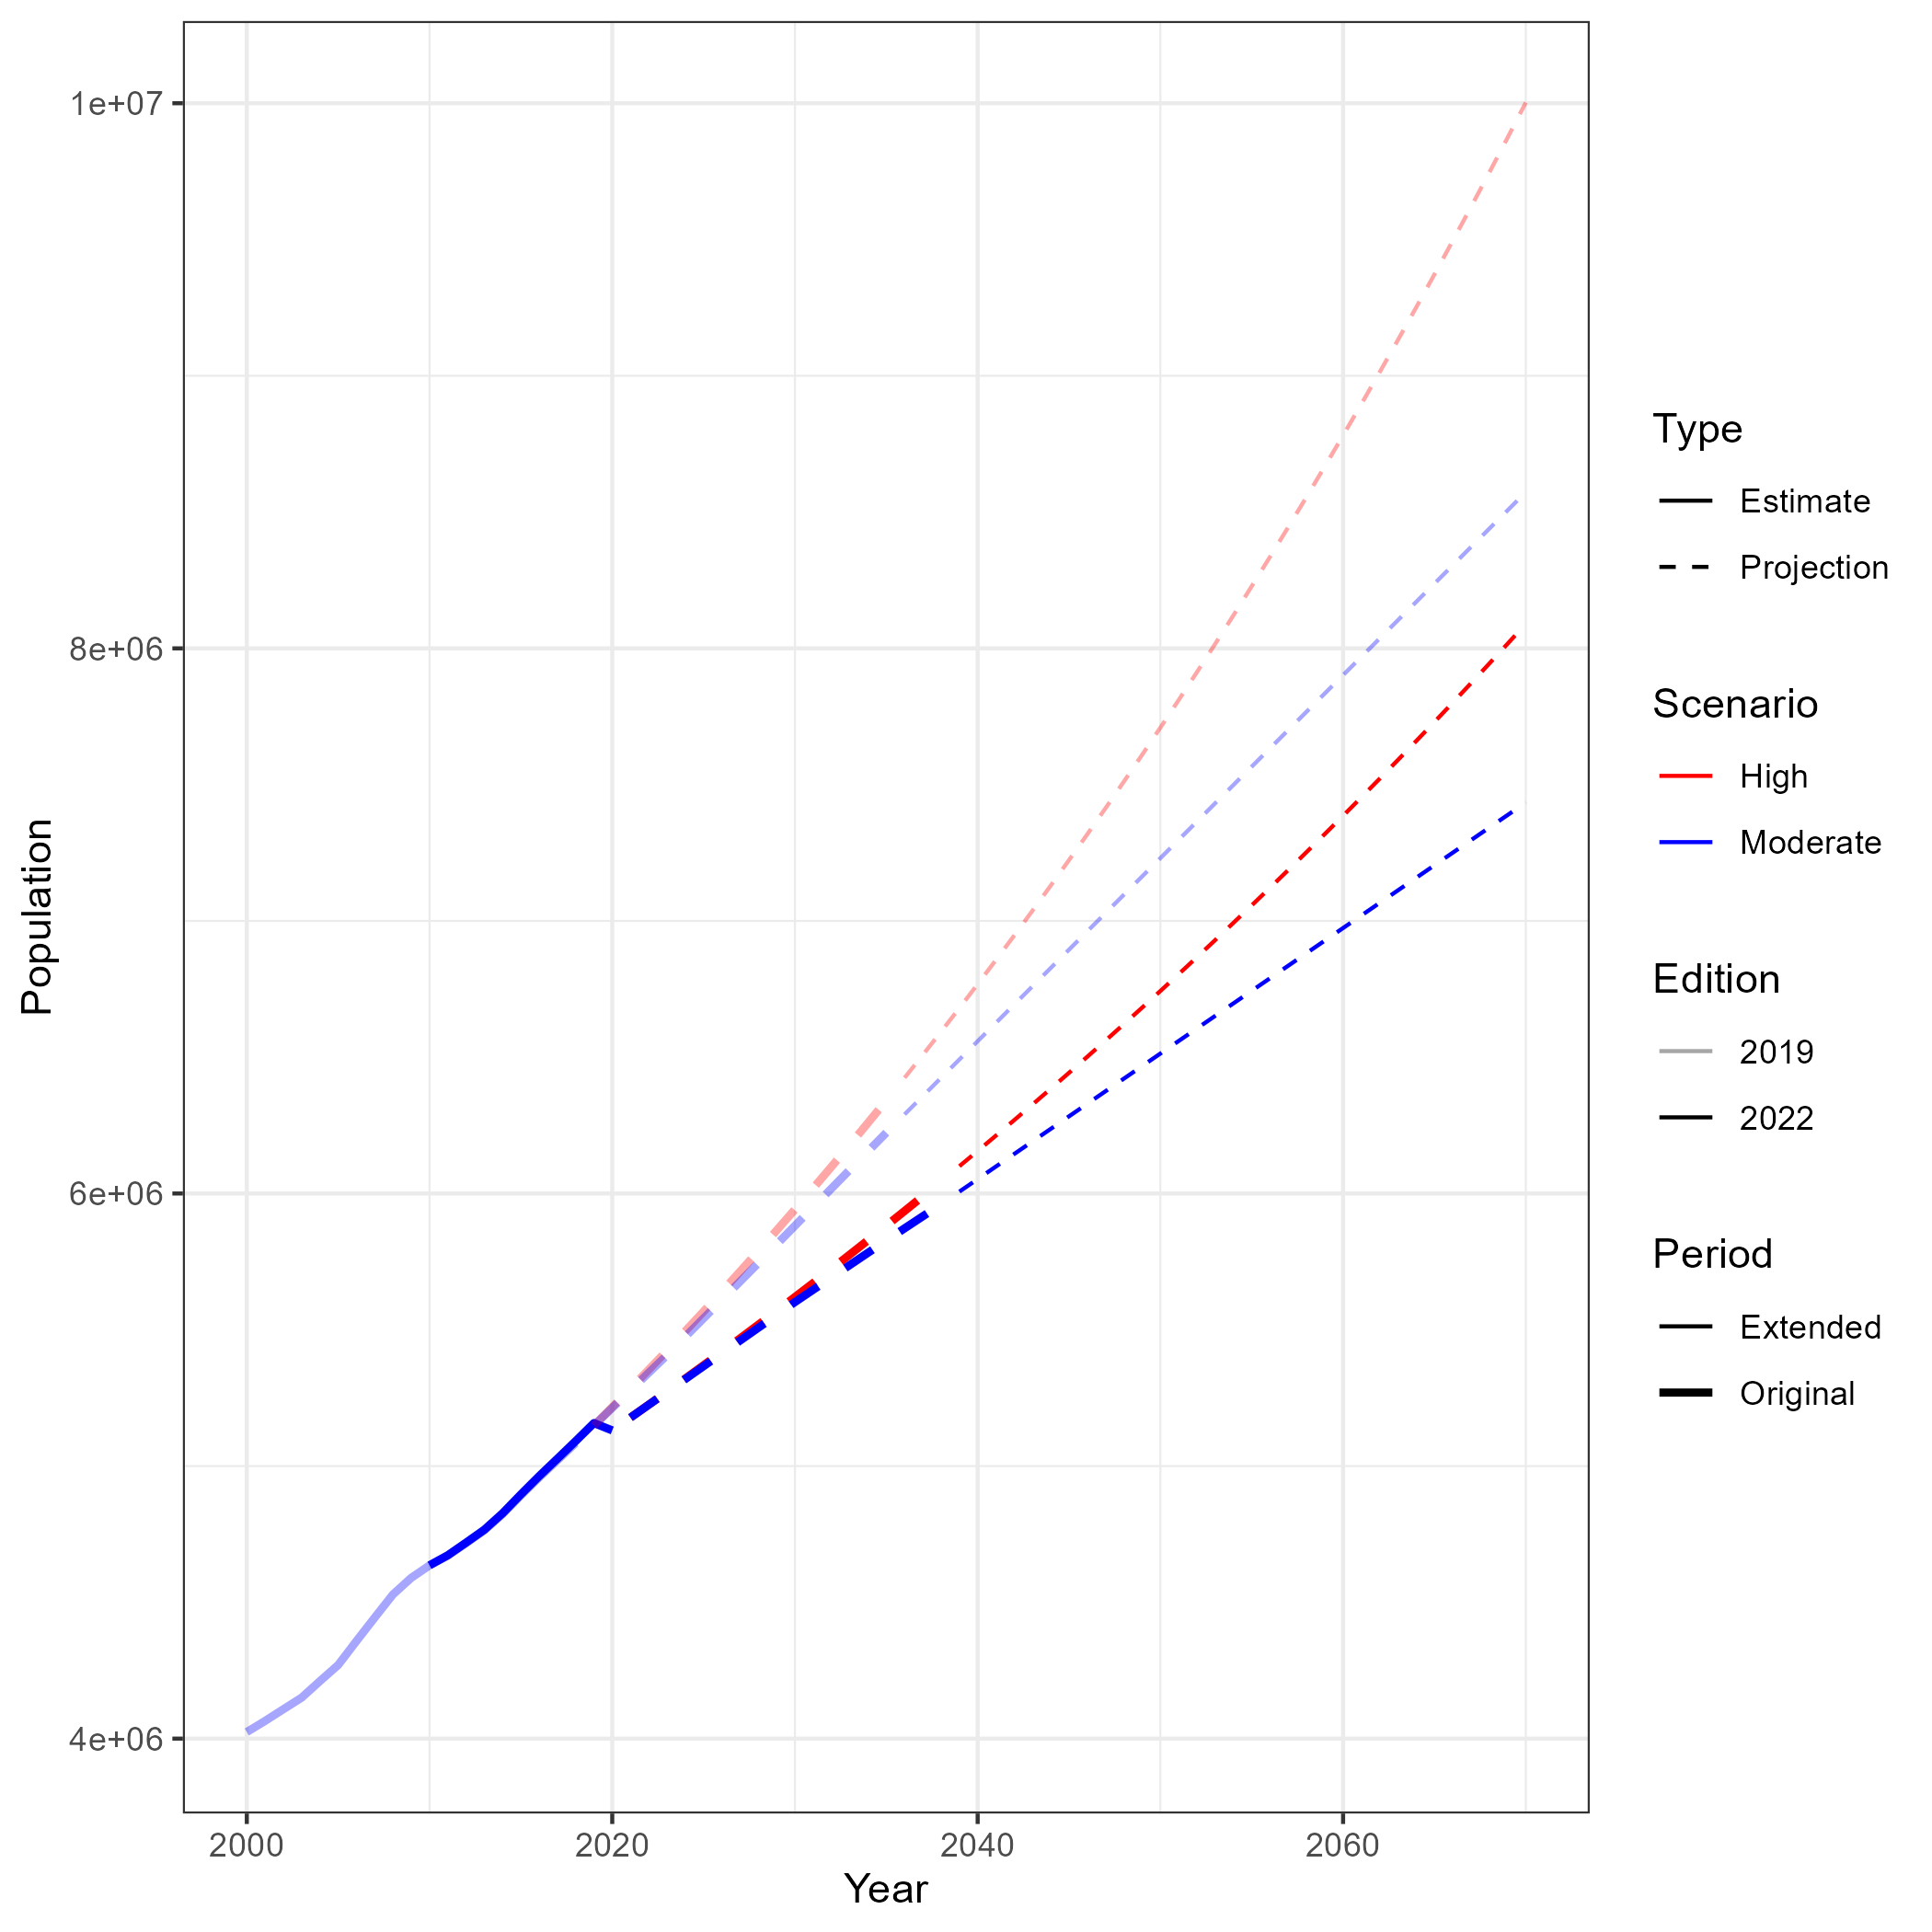 1e+07
8e+06
6e+06
4e+06
Population
2000
2020
2040
2060
Year
Type
Estimate
Projection
Scenario
High
Moderate
Edition
2019
2022
Period
Extended
Original